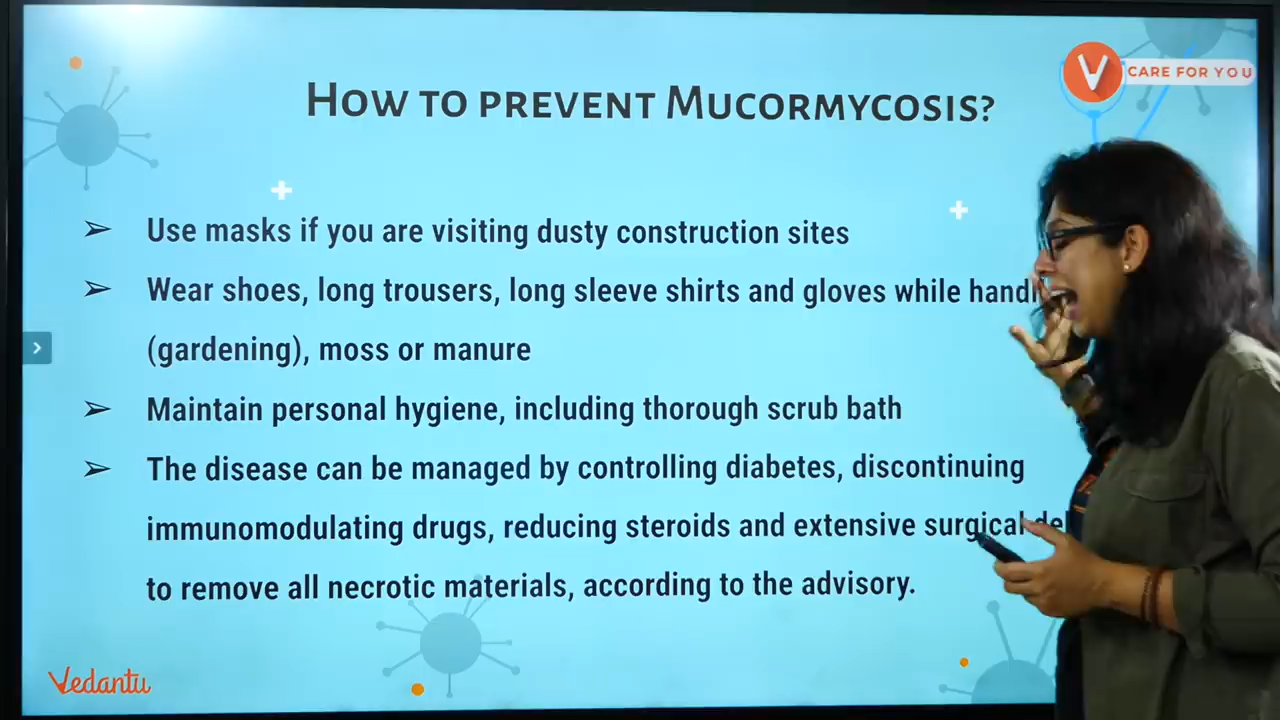 V CARE FOR YOU
HOW TO PREVENT MUCORMYCOSIS?
➢ Use masks if you are visiting dusty construction sites
➢ Wear shoes, long trousers, long sleeve shirts and gloves while
(gardening), moss or manure
➢ Maintain personal hygiene, including thorough scrub bath
➢ The disease can be managed by controlling diabetes, discontinuing
immunomodulating drugs, reducing steroids and extensive surgical
to remove all necrotic materials, according to the advisory.
Vedantu